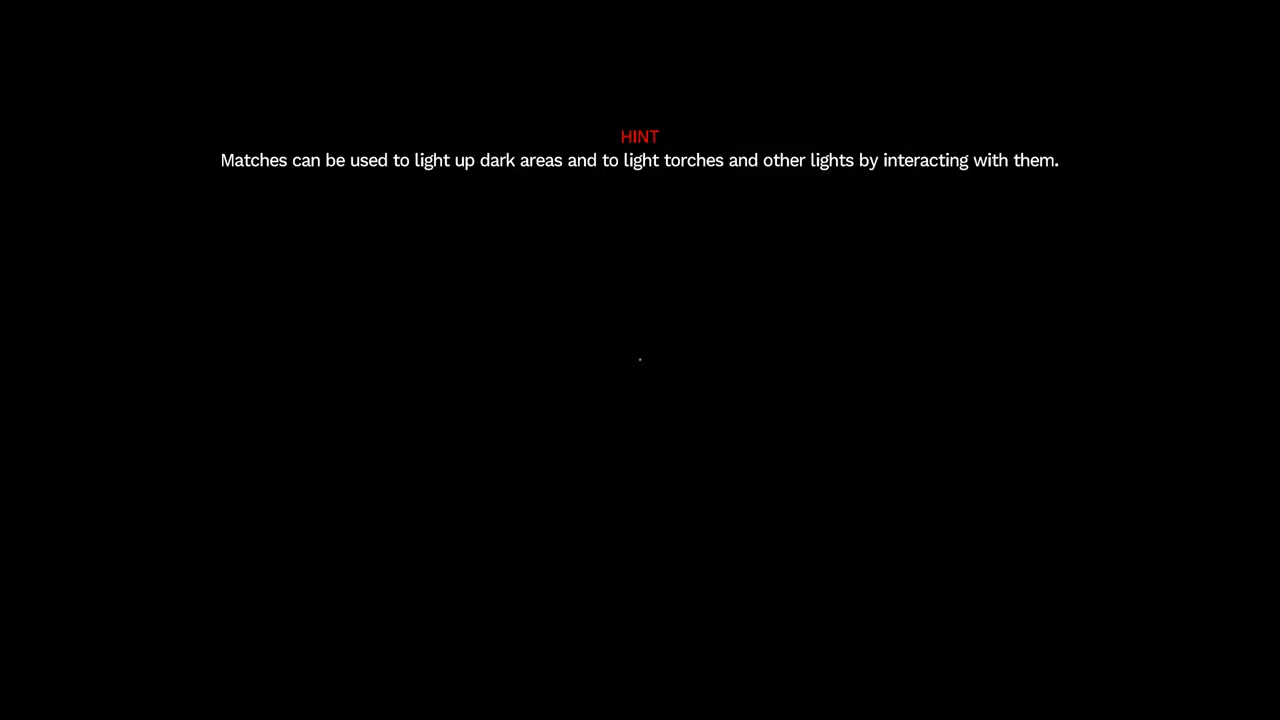 HINT
Matches can be used to light up dark areas and to light torches and other lights by interacting with them.